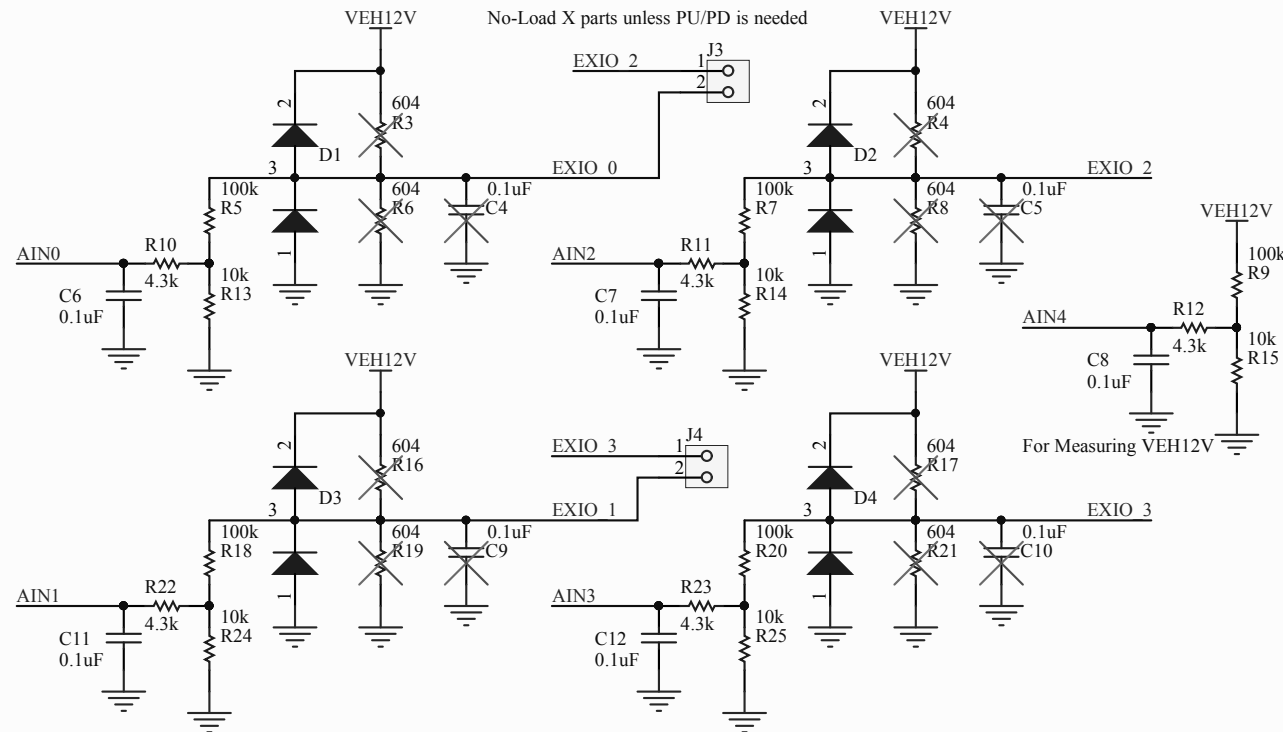 No-Load X parts unless PU/PD is needed
VEH12V
2
D1
3
1
604
R3
604
R6
0.1uF
C4
100k
R5
10k
R13
AIN0
R10
4.3k
C6
0.1uF
EXIO_0
EXIO_2
J3
1
2
VEH12V
2
D2
3
1
604
R4
604
R8
0.1uF
C5
100k
R7
10k
R14
AIN2
R11
4.3k
C7
0.1uF
EXIO_2
VEH12V
100k
R9
10k
R15
AIN4
R12
4.3k
C8
0.1uF
For Measuring VEH12V
VEH12V
2
D3
3
1
604
R16
604
R19
0.1uF
C9
100k
R18
10k
R24
AIN1
R22
4.3k
C11
0.1uF
EXIO_1
EXIO_3
J4
1
2
VEH12V
2
D4
3
1
604
R17
604
R21
0.1uF
C10
100k
R20
10k
R25
AIN3
R23
4.3k
C12
0.1uF
EXIO_3